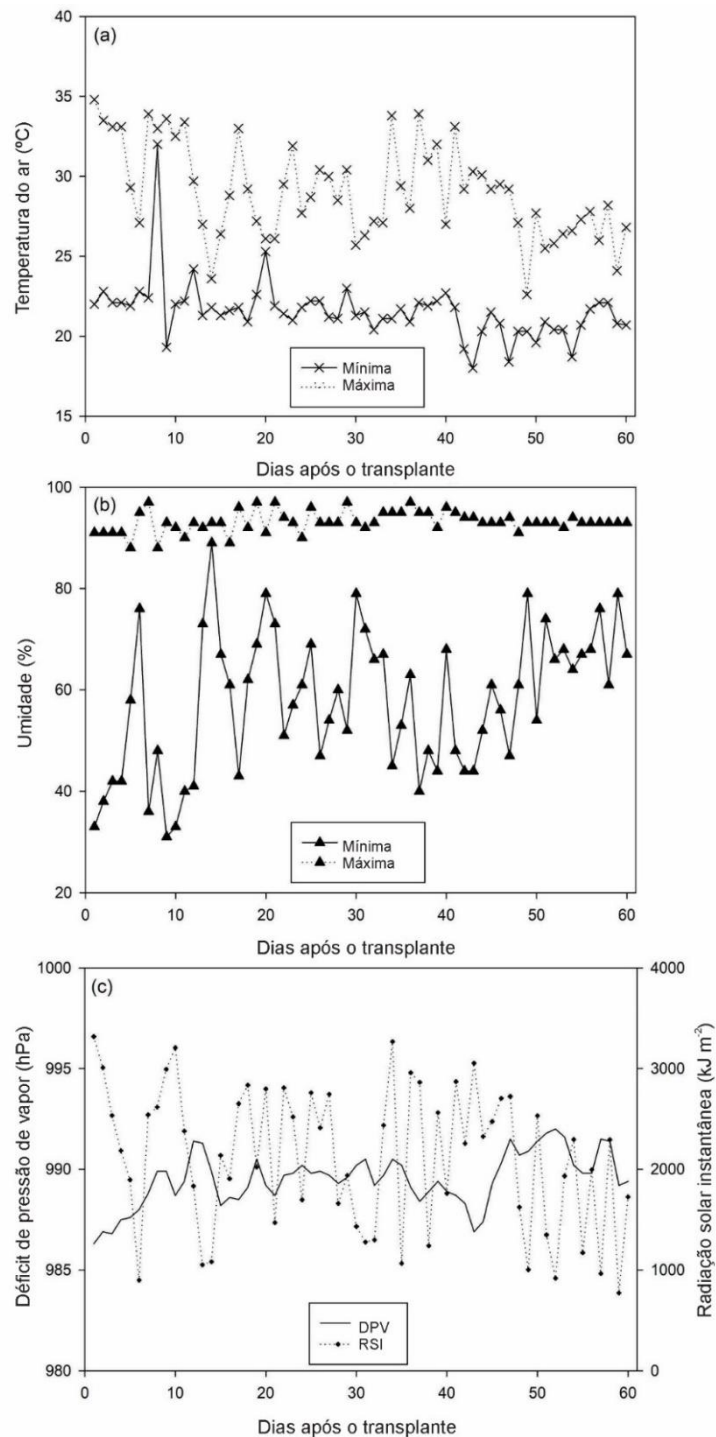 (a)
40
35
30
25
20
15
Temperatura do ar (ºC)
Mínima
Máxima
0 10 20 30 40 50 60
Dias após o transplante
(b)
100
80
60
40
20
Umidade (%)
Mínima
Máxima
0 10 20 30 40 50 60
Dias após o transplante
(c)
1000
995
990
985
980
Déficit de pressão de vapor (hPa)
4000
3000
2000
1000
0
Radiação solar instantânea (kJ m⁻²)
DPV
RSI
0 10 20 30 40 50 60
Dias após o transplante